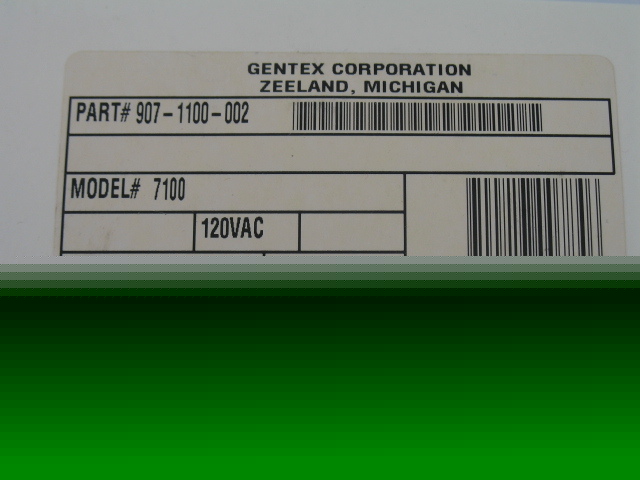 GENTEX CORPORATION
ZEELAND, MICHIGAN
PART# 907-1100-002
MODEL# 7100
120VAC